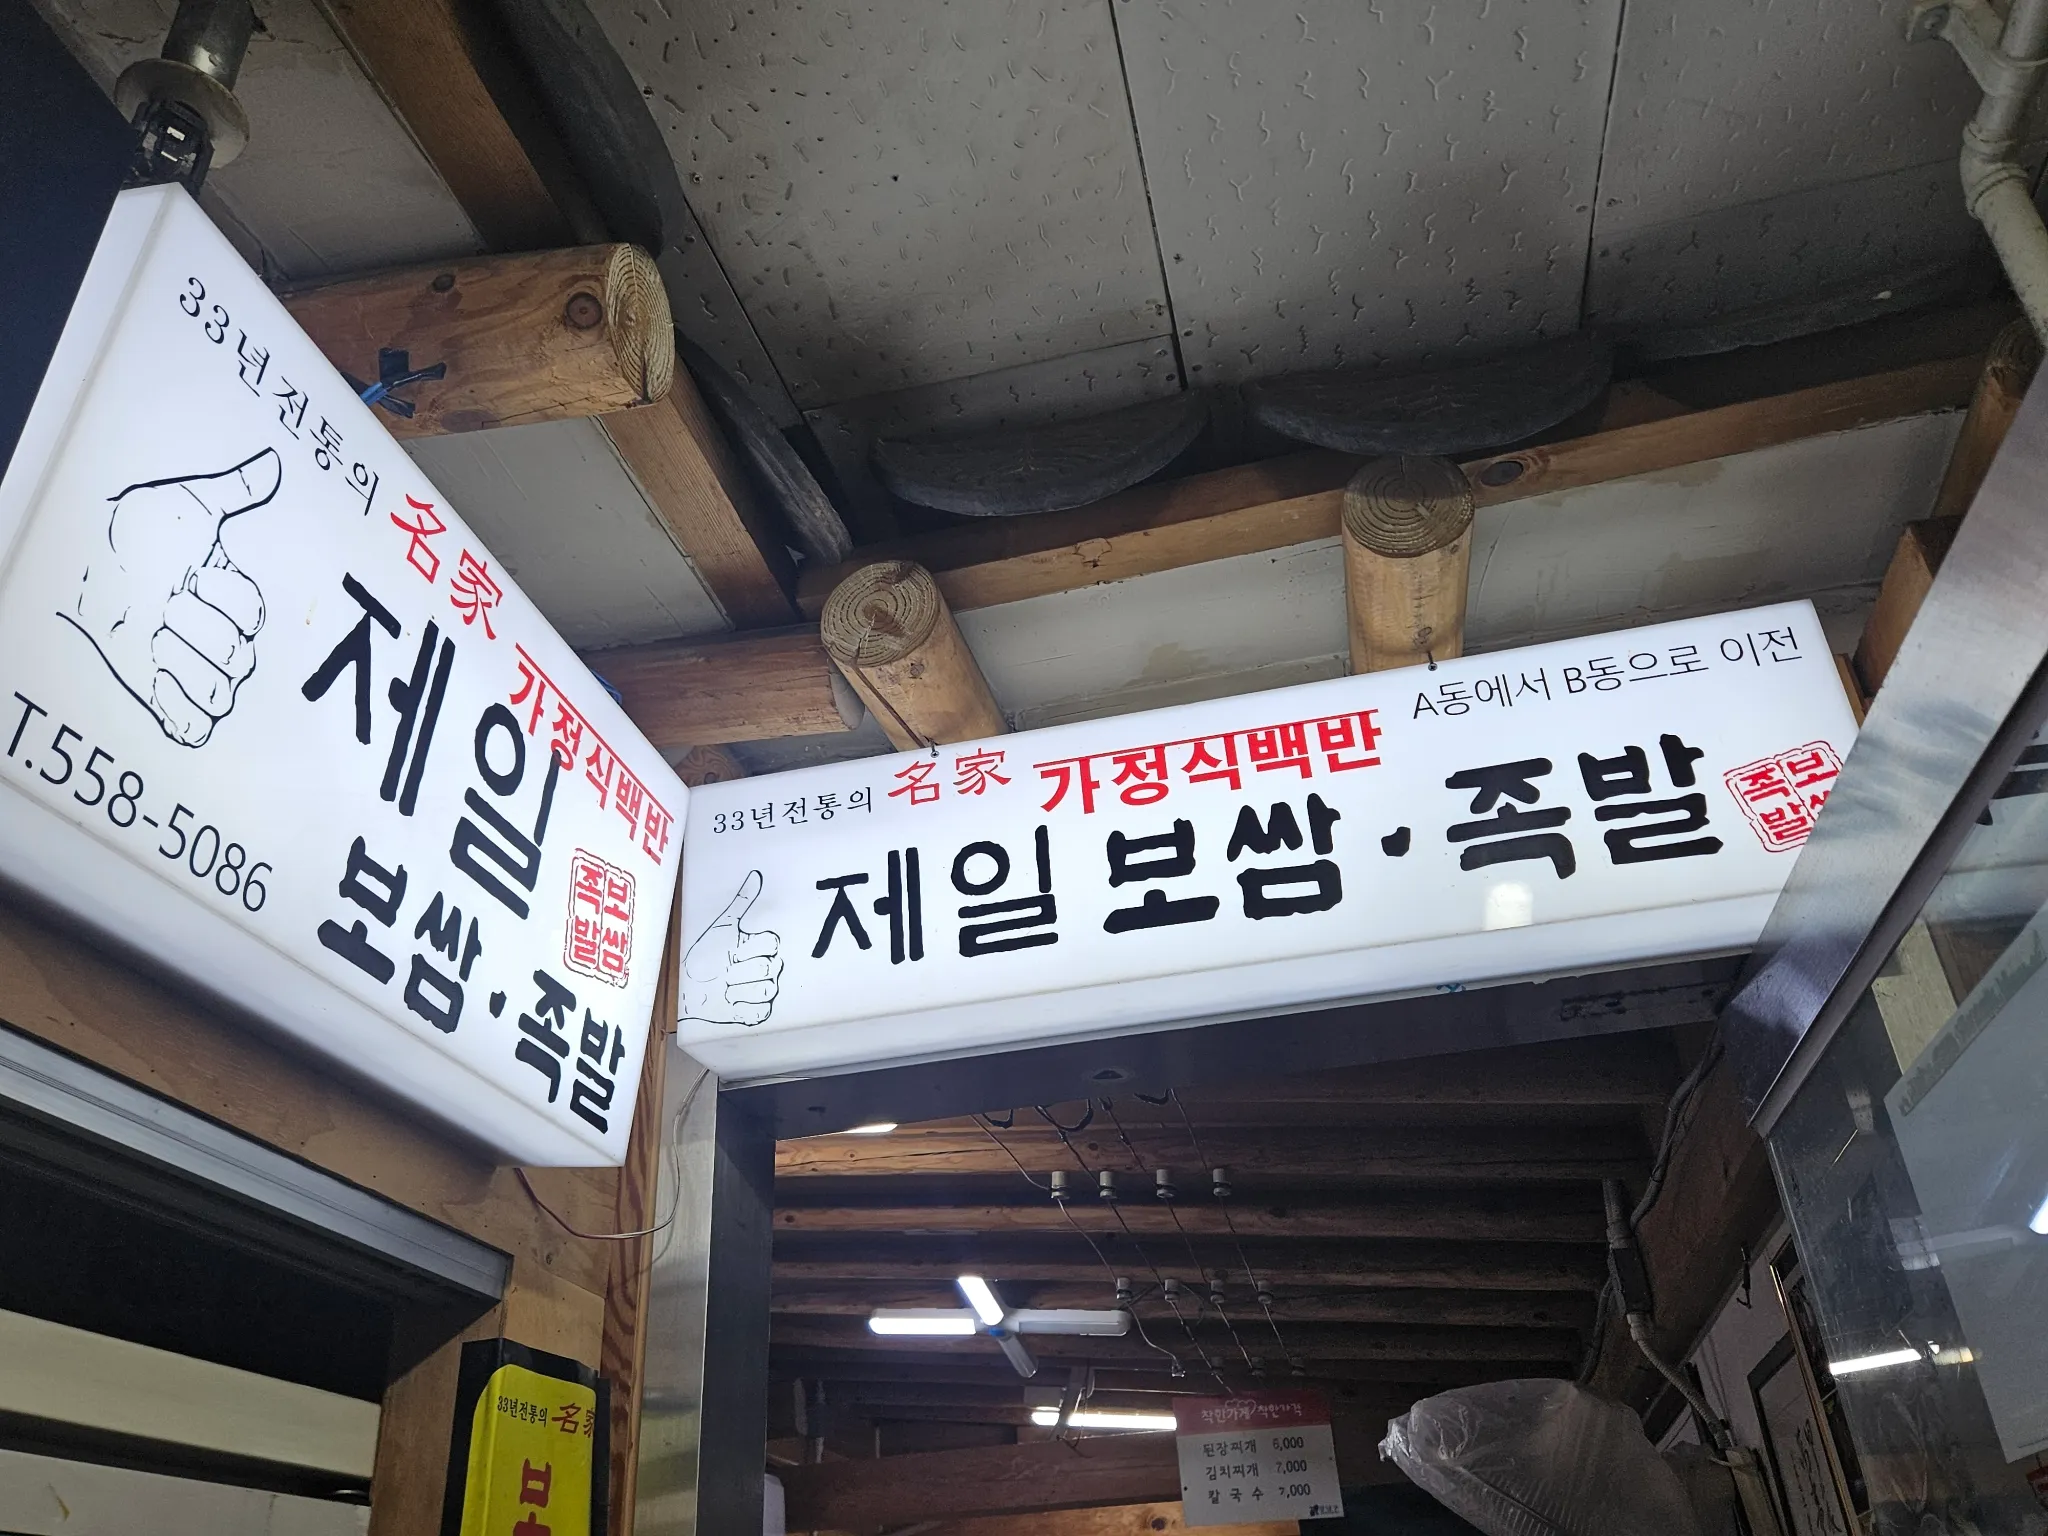 33년전통의 名家 가정식백반
제일
보쌈·족발
족보
발쌈
T.558-5086
A동에서 B동으로 이전
33년전통의 名家 가정식백반
제일보쌈·족발
족보
발쌈
33년전통의 名家
보
착한가게 착한가격
된장찌개 6,000
김치찌개 7,000
칼국수 7,000